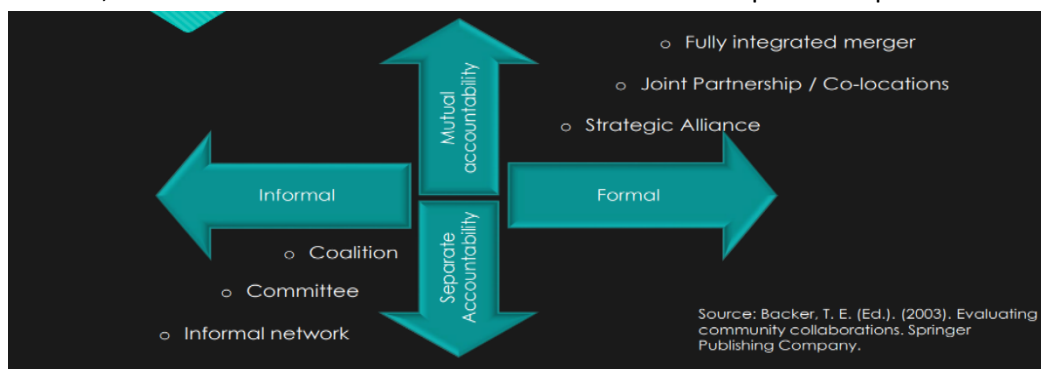 ○ Fully integrated merger
○ Joint Partnership / Co-locations
○ Strategic Alliance
Mutual
accountability
Informal
Formal
Separate
Accountability
○ Coalition
○ Committee
○ Informal network
Source: Backer, T. E. (Ed.). (2003). Evaluating
community collaborations. Springer
Publishing Company.